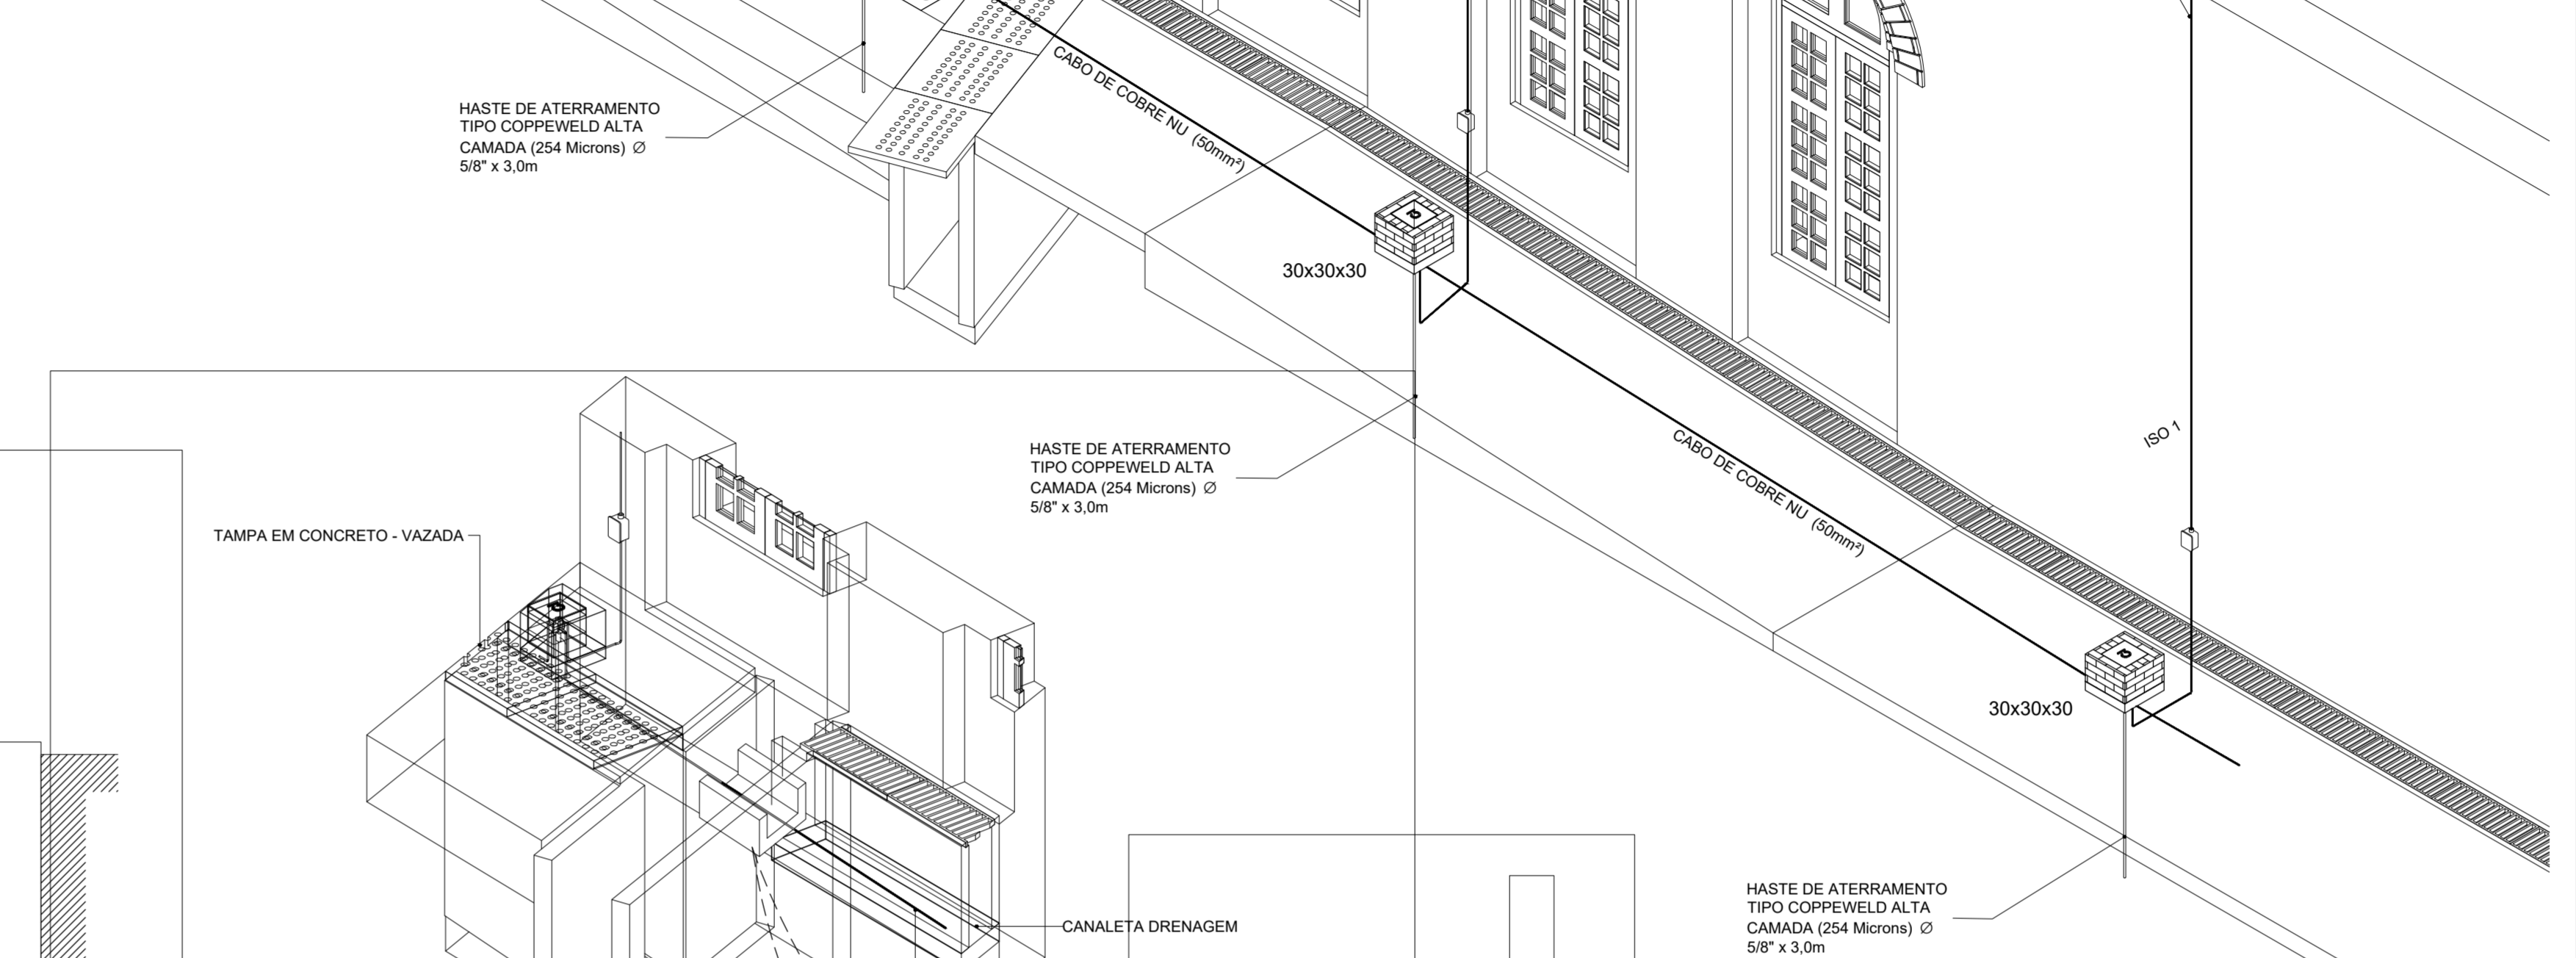 CABO DE COBRE NU (50mm²)
HASTE DE ATERRAMENTO
TIPO COPPEWELD ALTA
CAMADA (254 Microns) Ø
5/8" x 3,0m
30x30x30
HASTE DE ATERRAMENTO
TIPO COPPEWELD ALTA
CAMADA (254 Microns) Ø
5/8" x 3,0m
CABO DE COBRE NU (50mm²)
ISO 1
TAMPA EM CONCRETO - VAZADA
30x30x30
CANALETA DRENAGEM
HASTE DE ATERRAMENTO
TIPO COPPEWELD ALTA
CAMADA (254 Microns) Ø
5/8" x 3,0m